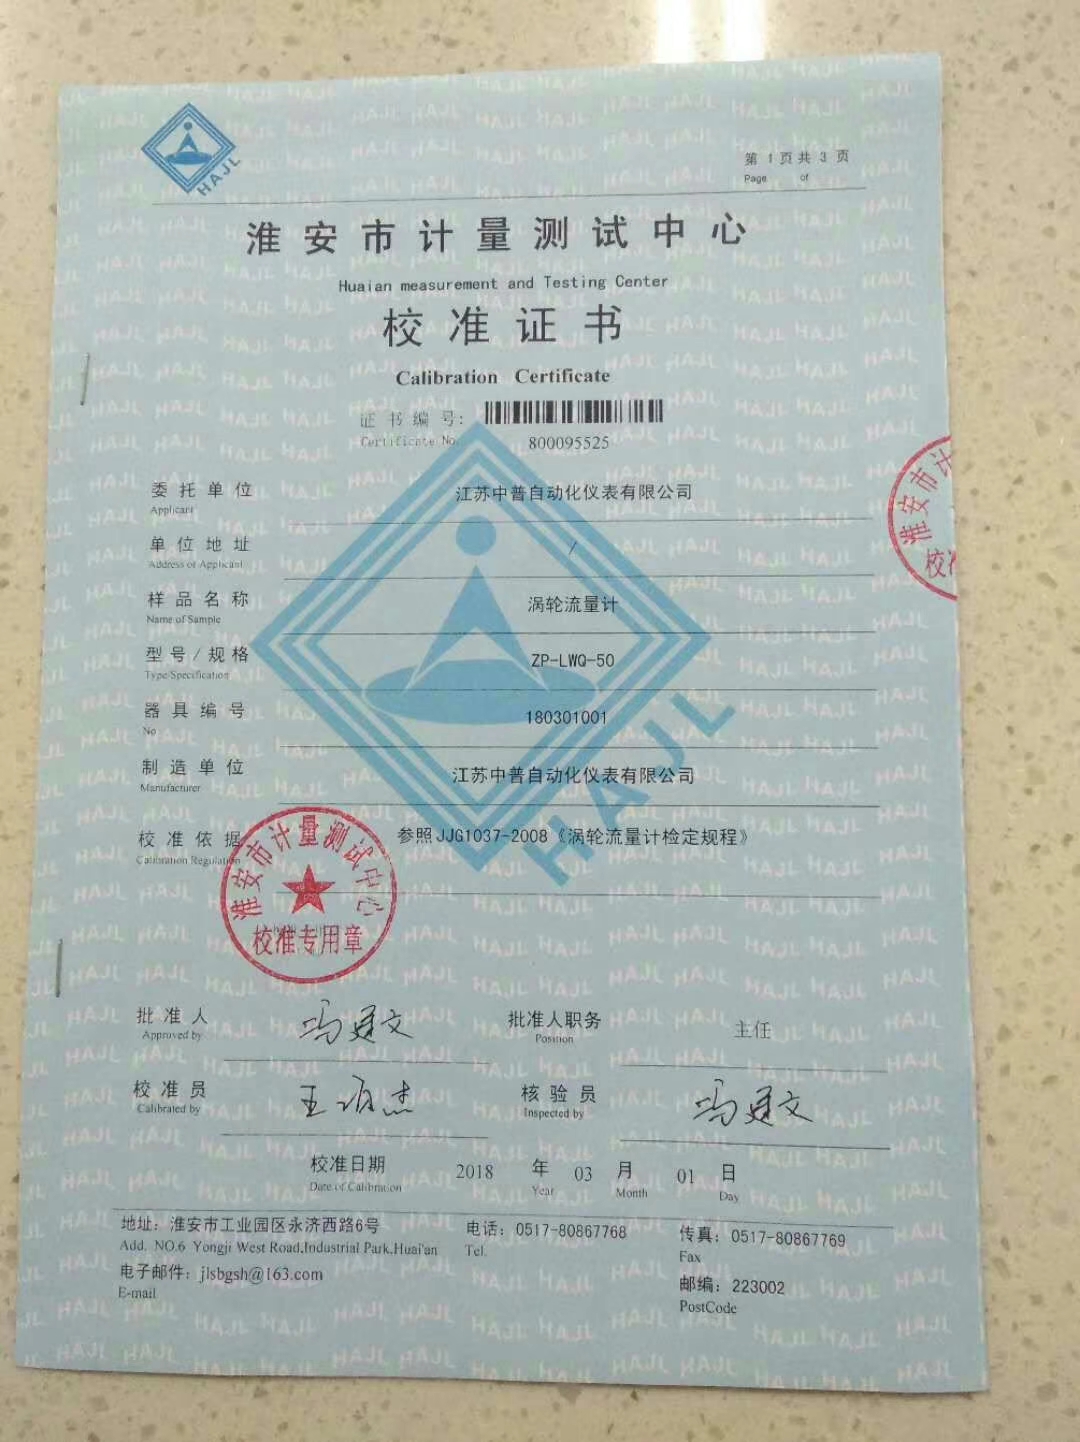 HAJL
第 1 页 共 3 页
Page of
淮安市计量测试中心
Huaian measurement and Testing Center
校准证书
Calibration Certificate
证书编号:
Certificate No.
800095525
委托单位 江苏中普自动化仪表有限公司
Applicant
单位地址 /
Address of Applicant
样品名称 涡轮流量计
Name of Sample
型号/规格 ZP-LWQ-50
Type/Specification
器具编号 180301001
No
制造单位 江苏中普自动化仪表有限公司
Manufacturer
校准依据 参照JJG1037-2008《涡轮流量计检定规程》
Calibration Regulation
HAJL
淮安市计量测试中心
校准专用章
淮安市计
校准
批准人 冯建文 批准人职务 主任
Approved by Position
校准员 核验员 冯建文
Calibrated by Inspected by
校准日期 2018 年 03 月 01 日
Date of Calibration Year Month Day
地址: 淮安市工业园区永济西路6号 电话: 0517-80867768 传真: 0517-80867769
Add. NO.6 Yongji West Road,Industrial Park,Huai'an Tel. Fax
电子邮件: jlsbgsh@163.com 邮编: 223002
E-mail PostCode